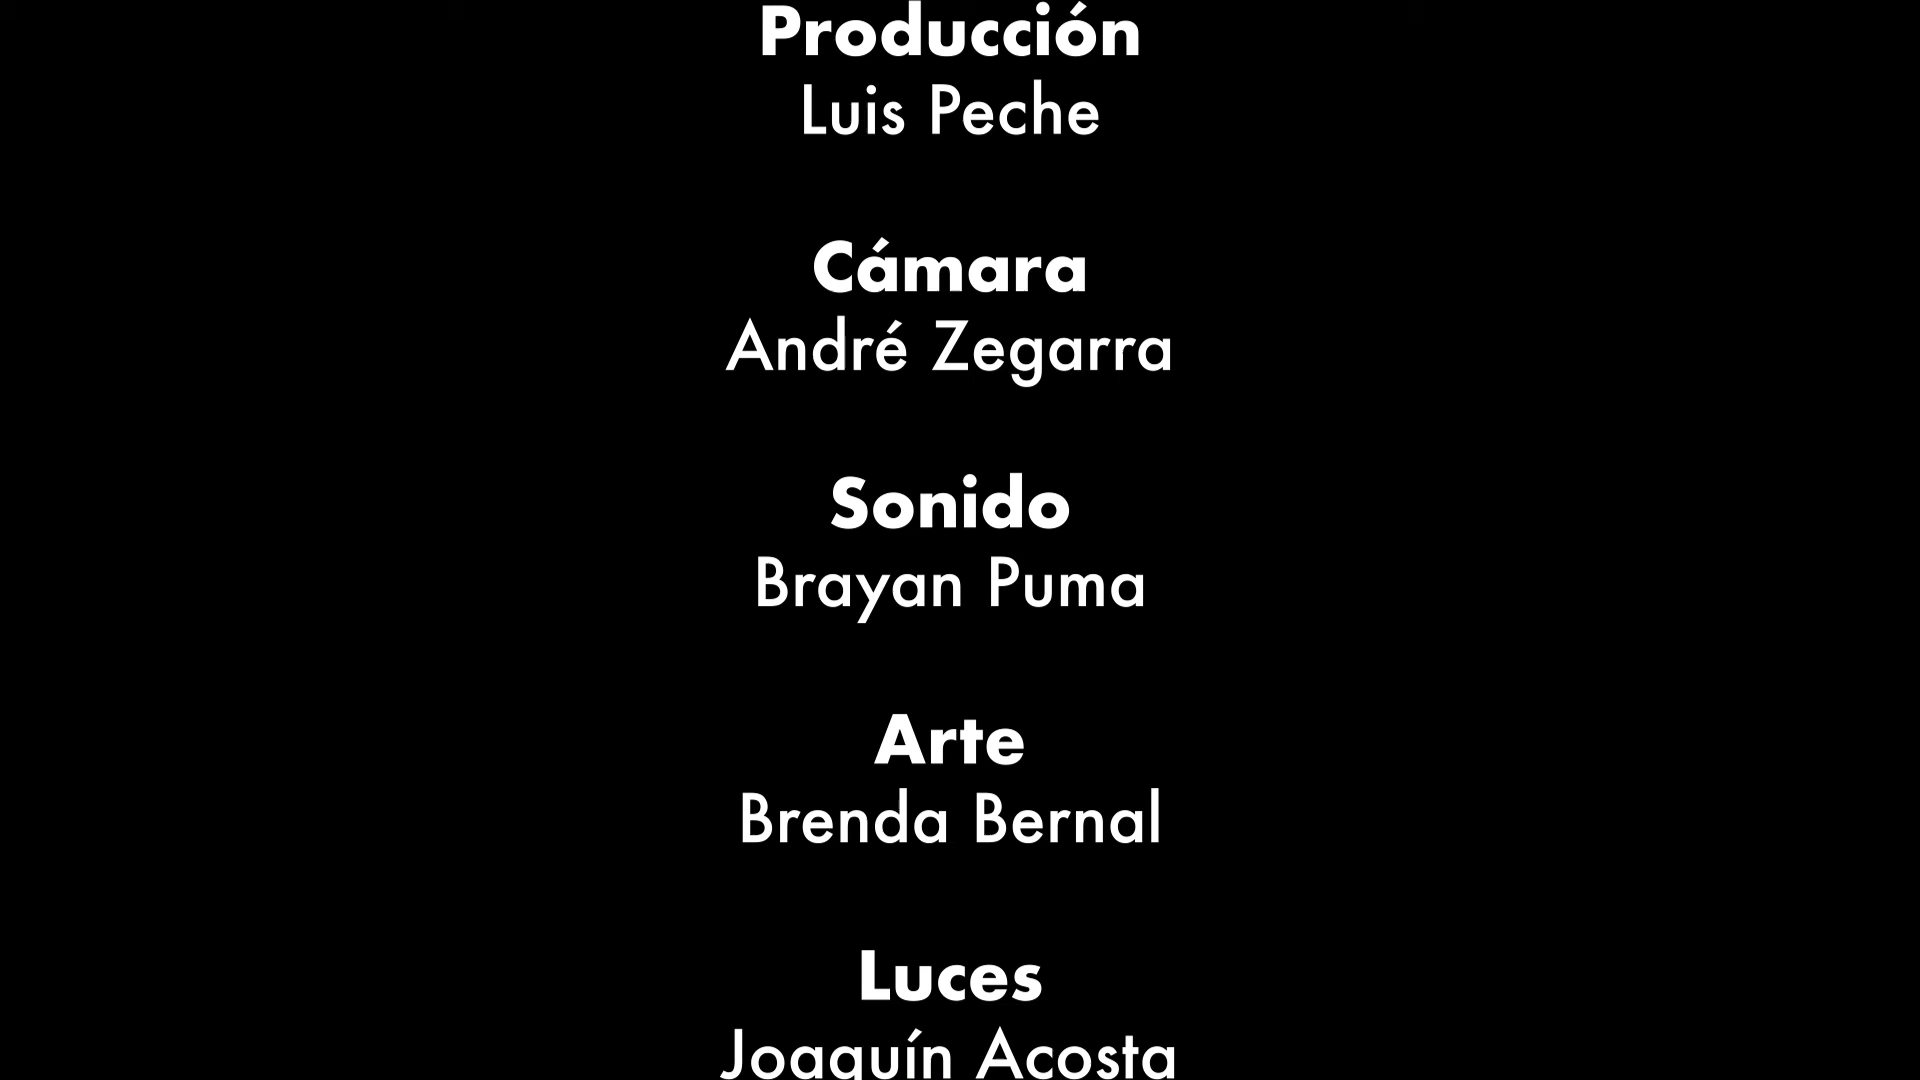 Producción
Luis Peche
Cámara
André Zegarra
Sonido
Brayan Puma
Arte
Brenda Bernal
Luces
Joaquín Acosta